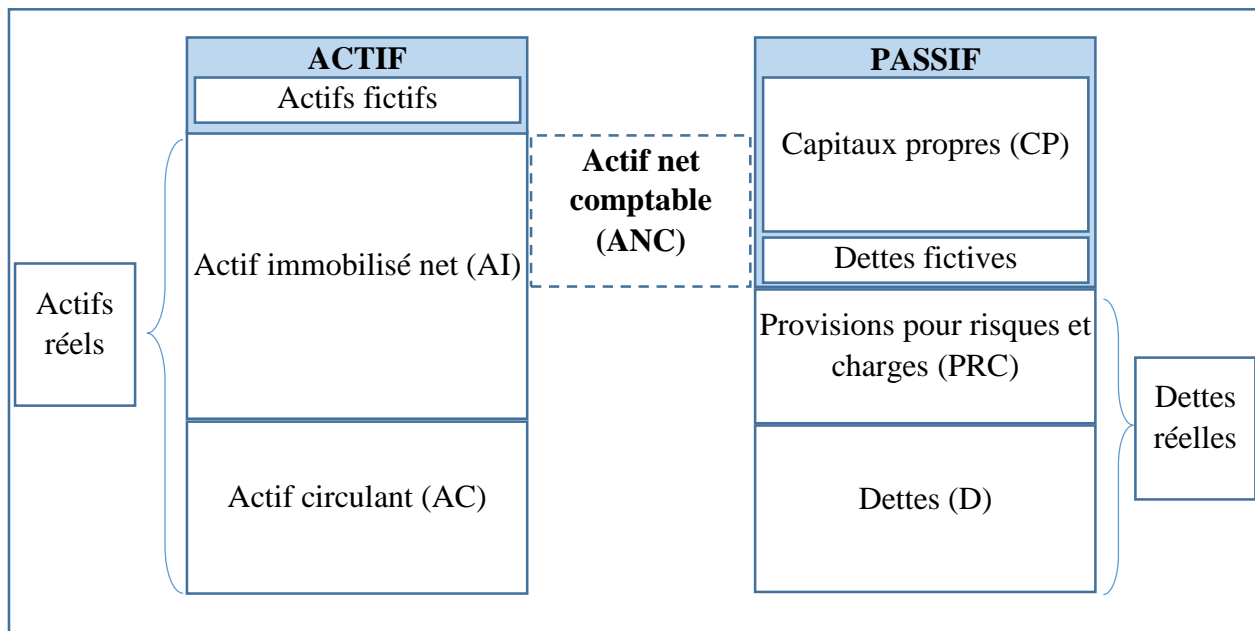 ACTIF
Actifs fictifs
Actif immobilisé net (AI)
Actif circulant (AC)
Actifs
réels
Actif net
comptable
(ANC)
PASSIF
Capitaux propres (CP)
Dettes fictives
Provisions pour risques et
charges (PRC)
Dettes (D)
Dettes
réelles